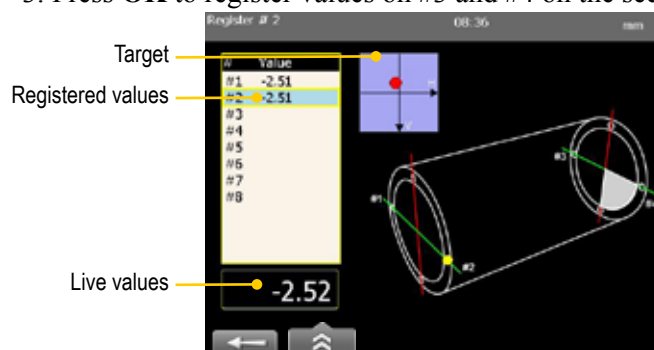 3. Press OK to register values on #3 and #4 on the sec
Register # 2 08:36 mm
Target
# Value
#1 -2.51
Registered values
#2 -2.51
#3
#4
#5
#6
#7
#8
#3
#1
#2
Live values
-2.52